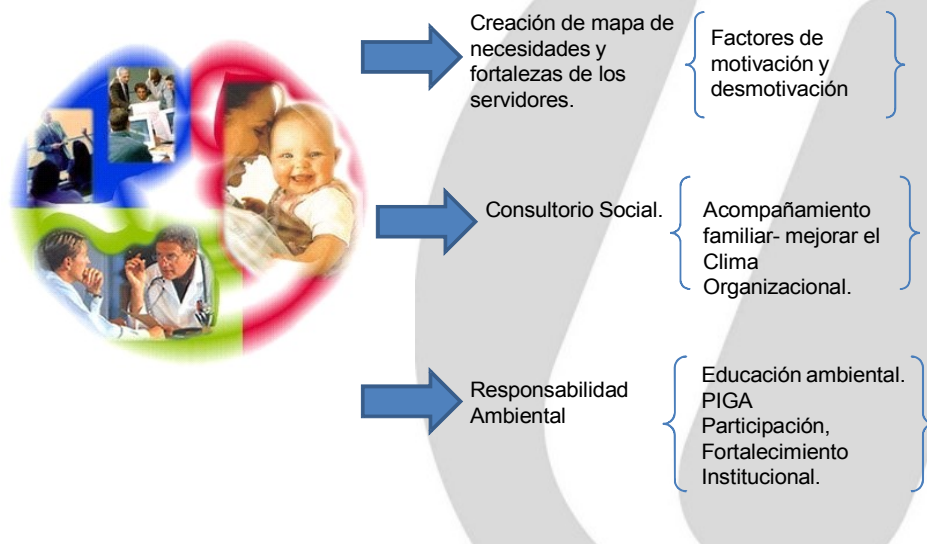 Creación de mapa de
necesidades y
fortalezas de los
servidores.
Factores de
motivación y
desmotivación
Consultorio Social.
Acompañamiento
familiar- mejorar el
Clima
Organizacional.
Responsabilidad
Ambiental
Educación ambiental.
PIGA
Participación,
Fortalecimiento
Institucional.